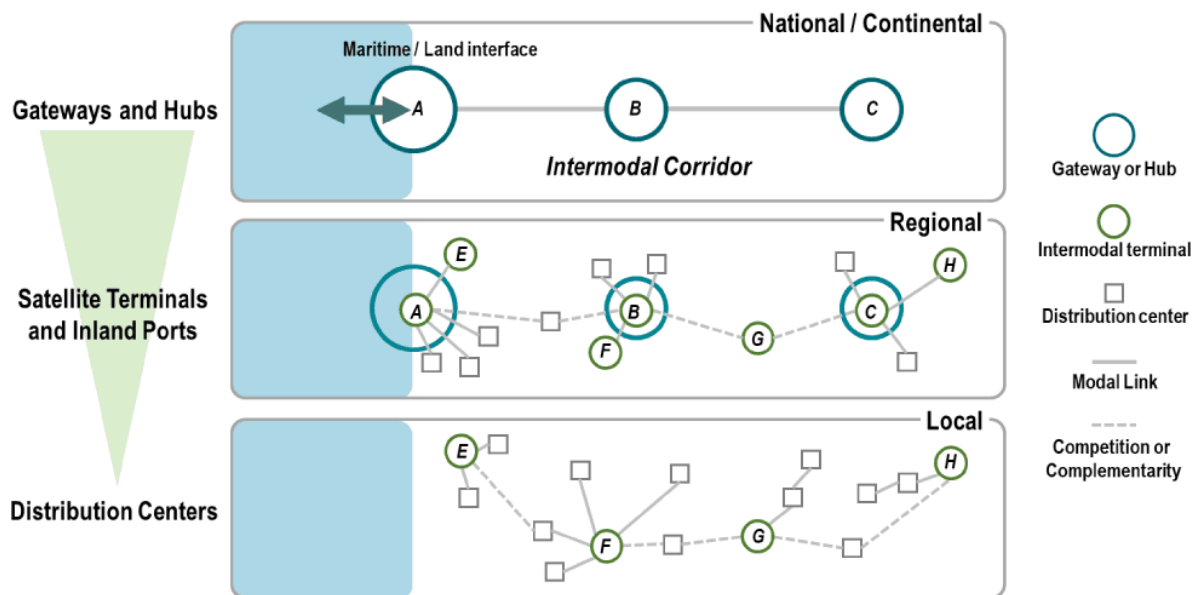 National / Continental
Maritime / Land interface
Gateways and Hubs
A
B
C
Intermodal Corridor
Regional
E
H
Satellite Terminals
and Inland Ports
A
B
C
F
G
Local
E
H
Distribution Centers
F
G
Gateway or Hub
Intermodal terminal
Distribution center
Modal Link
Competition or
Complementarity